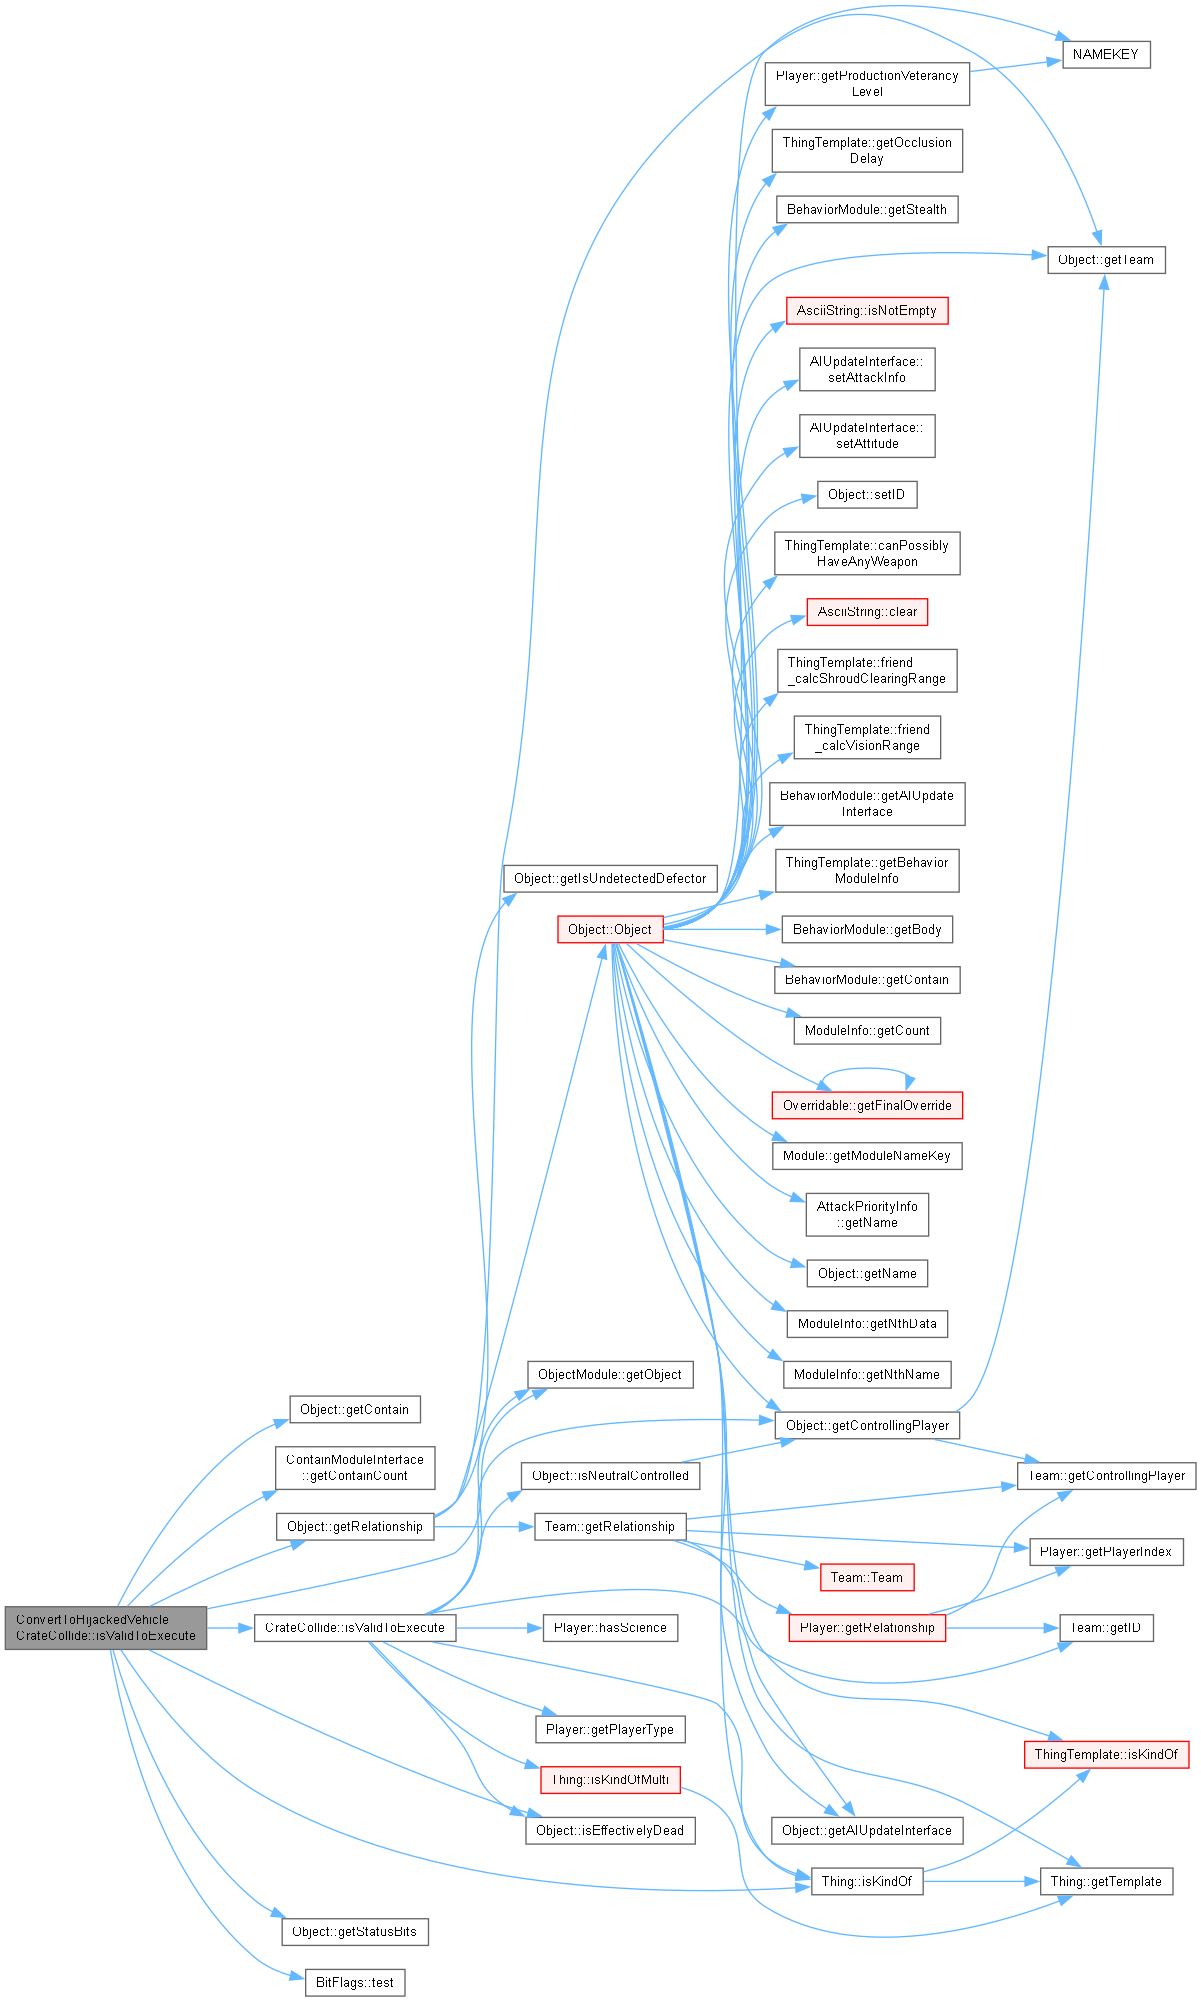 NAMEKEY
Player::getProductionVeterancy
Level
ThingTemplate::getOcclusion
Delay
BehaviorModule::getStealth
Object::getTeam
AsciiString::isNotEmpty
AIUpdateInterface::
setAttackInfo
AIUpdateInterface::
setAttitude
Object::setID
ThingTemplate::canPossibly
HaveAnyWeapon
AsciiString::clear
ThingTemplate::friend
_calcShroudClearingRange
ThingTemplate::friend
_calcVisionRange
BehaviorModule::getAIUpdate
Interface
ThingTemplate::getBehavior
ModuleInfo
Object::getIsUndetectedDefector
Object::Object
BehaviorModule::getBody
BehaviorModule::getContain
ModuleInfo::getCount
Overridable::getFinalOverride
Module::getModuleNameKey
AttackPriorityInfo
::getName
Object::getName
ModuleInfo::getNthData
ModuleInfo::getNthName
ObjectModule::getObject
Object::getContain
Object::getControllingPlayer
ContainModuleInterface
::getContainCount
Object::isNeutralControlled
Team::getControllingPlayer
Object::getRelationship
Team::getRelationship
Player::getPlayerIndex
Team::Team
ConvertToHijackedVehicle
CrateCollide::isValidToExecute
CrateCollide::isValidToExecute
Player::hasScience
Player::getRelationship
Team::getID
Player::getPlayerType
ThingTemplate::isKindOf
Thing::isKindOfMulti
Object::isEffectivelyDead
Object::getAIUpdateInterface
Thing::isKindOf
Thing::getTemplate
Object::getStatusBits
BitFlags::test